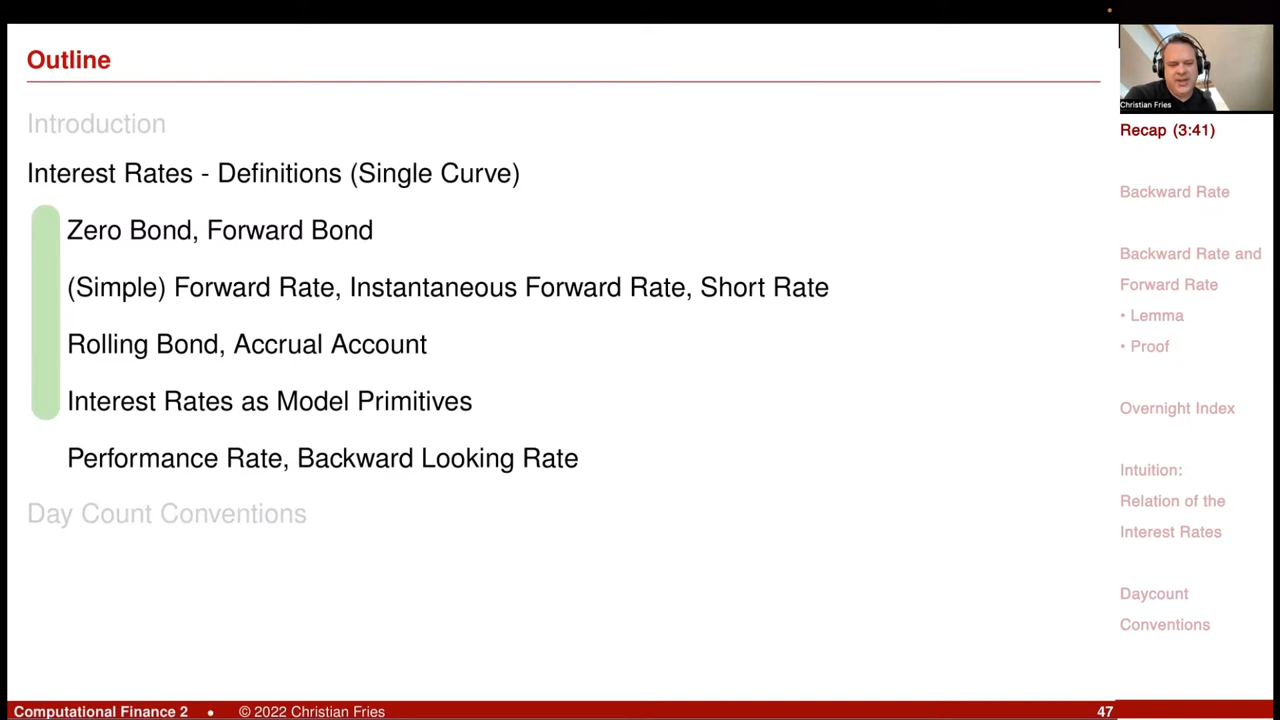 Outline
Introduction
Interest Rates - Definitions (Single Curve)
Zero Bond, Forward Bond
(Simple) Forward Rate, Instantaneous Forward Rate, Short Rate
Rolling Bond, Accrual Account
Interest Rates as Model Primitives
Performance Rate, Backward Looking Rate
Day Count Conventions
Christian Fries
Recap (3:41)
Backward Rate
Backward Rate and
Forward Rate
• Lemma
• Proof
Overnight Index
Intuition:
Relation of the
Interest Rates
Daycount
Conventions
Computational Finance 2 • © 2022 Christian Fries 47